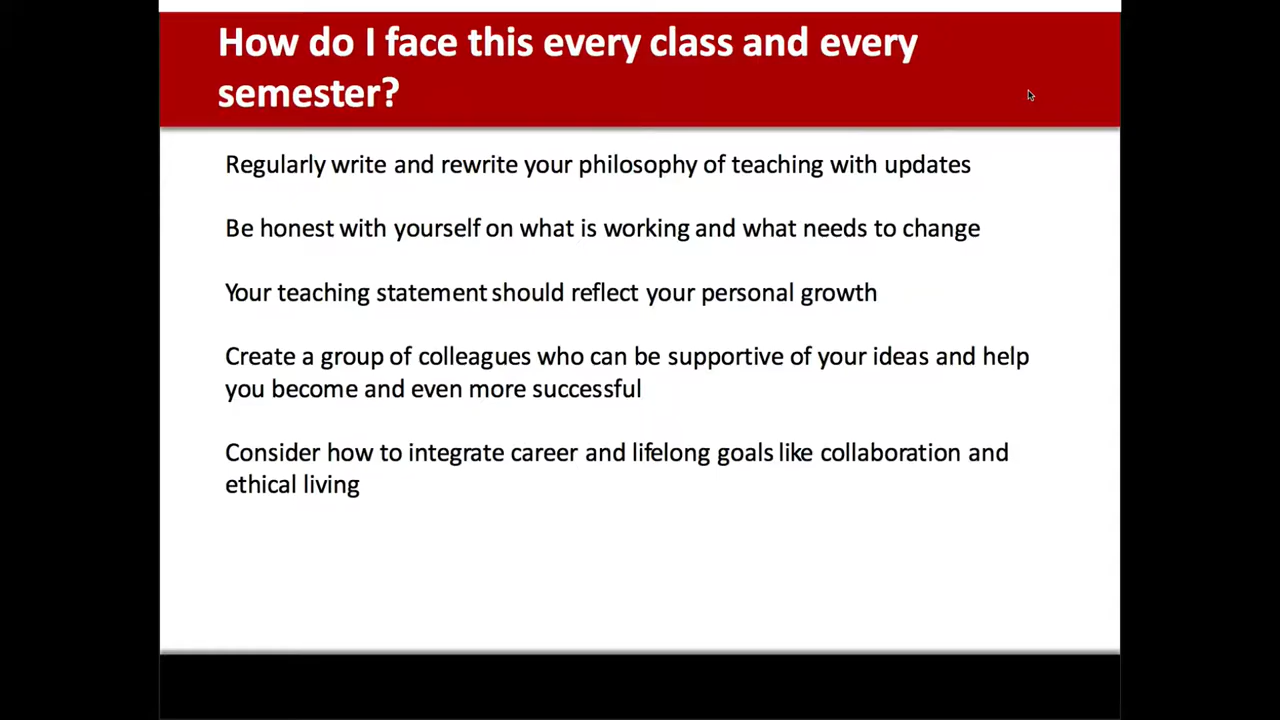 How do I face this every class and every
semester?
Regularly write and rewrite your philosophy of teaching with updates
Be honest with yourself on what is working and what needs to change
Your teaching statement should reflect your personal growth
Create a group of colleagues who can be supportive of your ideas and help
you become and even more successful
Consider how to integrate career and lifelong goals like collaboration and
ethical living